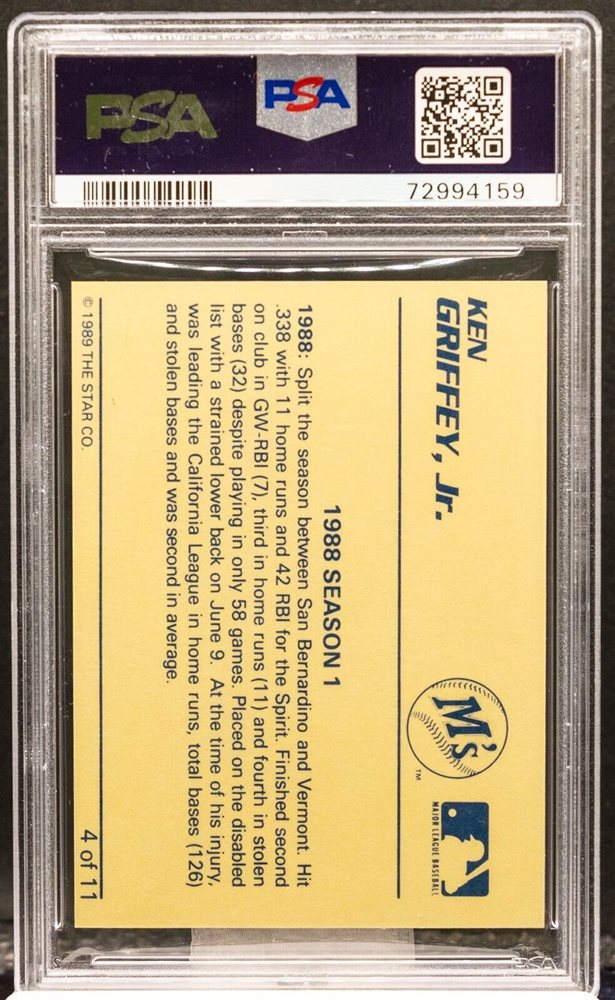 PSA
PSA
72994159
KEN
GRIFFEY, Jr.
M's
TM
MAJOR LEAGUE BASEBALL
1988 SEASON 1
1988: Split the season between San Bernardino and Vermont. Hit
.338 with 11 home runs and 42 RBI for the Spirit. Finished second
on club in GW-RBI (7), third in home runs (11) and fourth in stolen
bases (32) despite playing in only 58 games. Placed on the disabled
list with a strained lower back on June 9. At the time of his injury,
was leading the California League in home runs, total bases (126)
and stolen bases and was second in average.
© 1989 THE STAR CO.
4 of 11
PSA